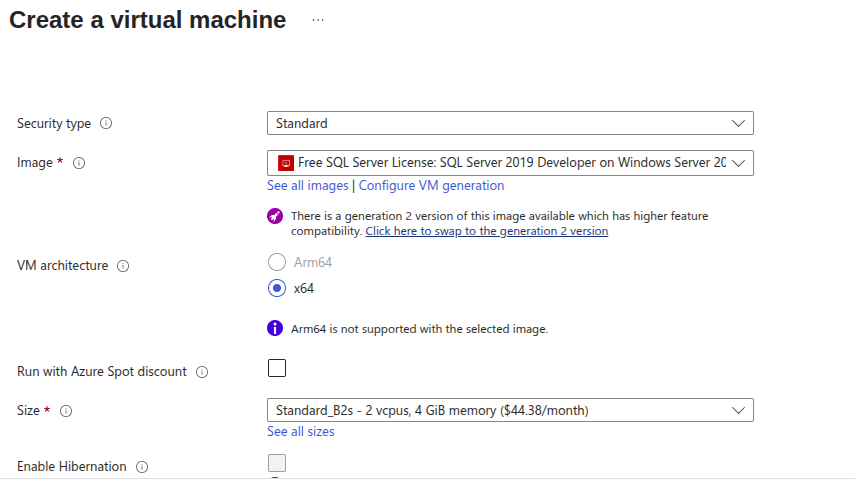 Create a virtual machine ...
Security type
Standard
Image *
Free SQL Server License: SQL Server 2019 Developer on Windows Server 20
See all images | Configure VM generation
There is a generation 2 version of this image available which has higher feature
compatibility. Click here to swap to the generation 2 version
VM architecture
Arm64
x64
Arm64 is not supported with the selected image.
Run with Azure Spot discount
Size *
Standard_B2s - 2 vcpus, 4 GiB memory ($44.38/month)
See all sizes
Enable Hibernation